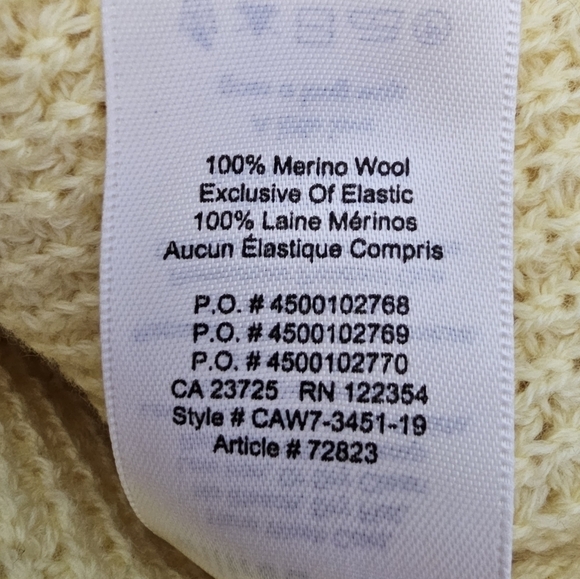 100% Merino Wool
Exclusive Of Elastic
100% Laine Mérinos
Aucun Élastique Compris
P.O. # 4500102768
P.O. # 4500102769
P.O. # 4500102770
CA 23725 RN 122354
Style # CAW7-3451-19
Article # 72823